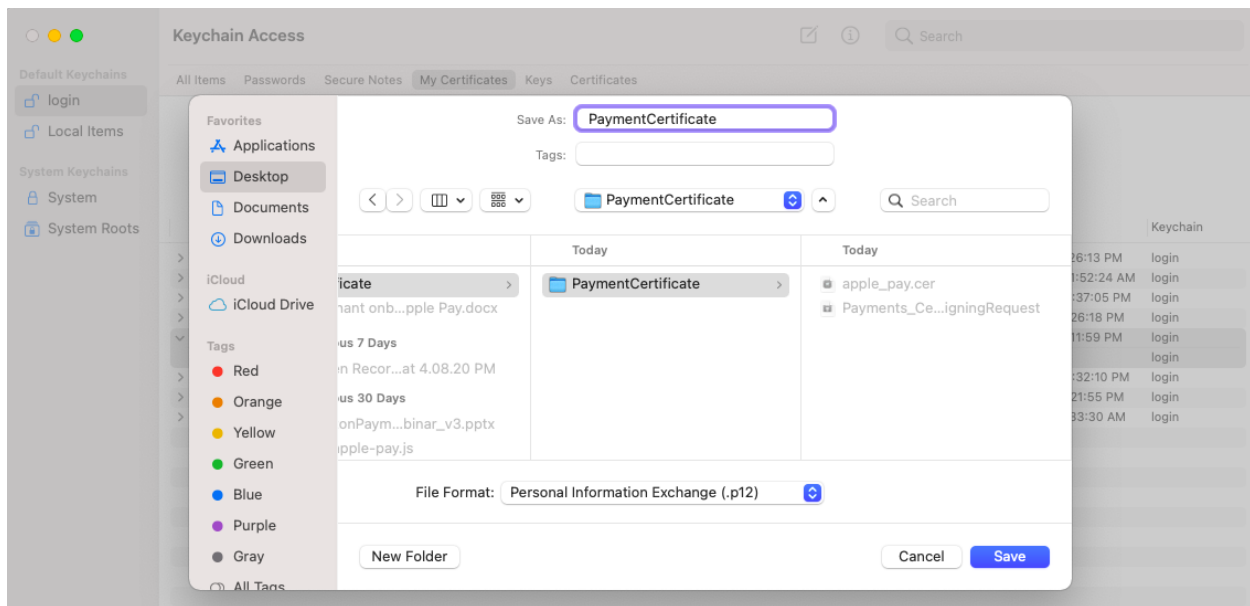 Keychain Access
Search
Default Keychains
login
Local Items
System Keychains
System
System Roots
All Items Passwords Secure Notes My Certificates Keys Certificates
Keychain
26:13 PM login
1:52:24 AM login
:37:05 PM login
26:18 PM login
11:59 PM login
login
:32:10 PM login
21:55 PM login
33:30 AM login
Favorites
Applications
Desktop
Documents
Downloads
iCloud
iCloud Drive
Tags
Red
Orange
Yellow
Green
Blue
Purple
Gray
All Tags
Save As: PaymentCertificate
Tags:
PaymentCertificate
Search
icate
nant onb...pple Pay.docx
us 7 Days
en Recor...at 4.08.20 PM
us 30 Days
onPaym...binar_v3.pptx
apple-pay.js
Today
PaymentCertificate
Today
apple_pay.cer
Payments_Ce...igningRequest
File Format: Personal Information Exchange (.p12)
New Folder
Cancel
Save